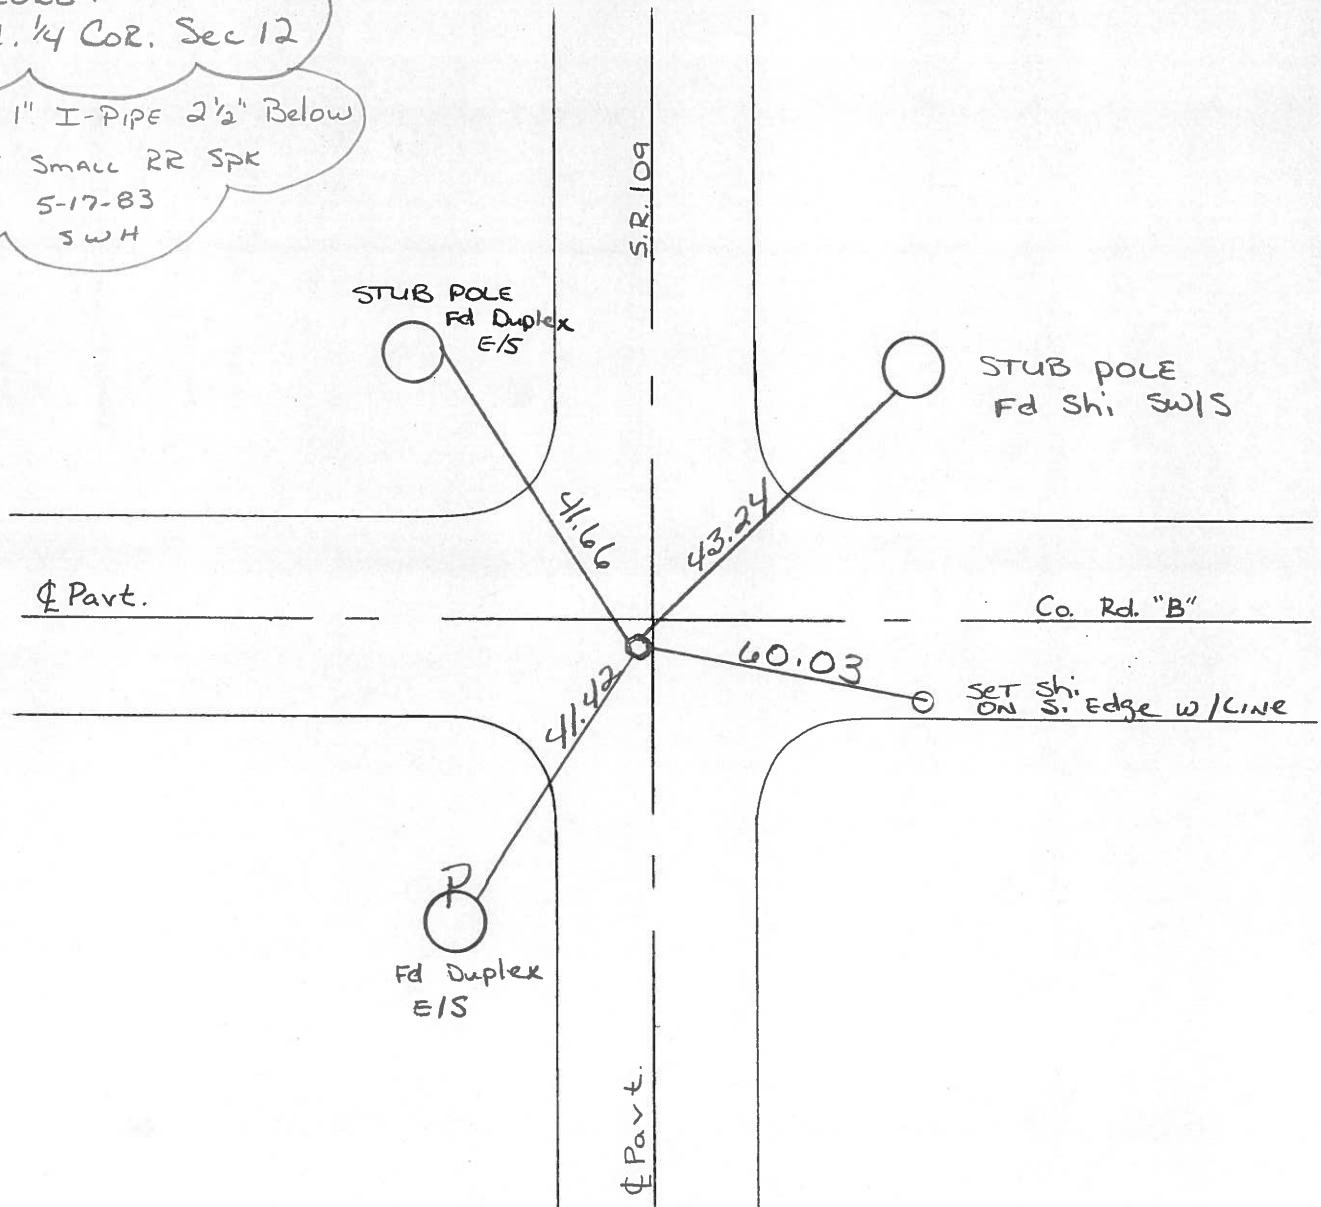 1/4 COR. Sec 12
1" I-PIPE 2 1/2" Below
SMALL RR SPK
5-17-83
SWH
S.R. 109
STUB POLE
Fd Duplex
E/S
STUB POLE
Fd Shi SW/S
41.66
43.24
℄ Pavt.
Co. Rd. "B"
60.03
SET Shi.
ON S. Edge W/LINE
41.42
P
Fd Duplex
E/S
℄ Pavt.